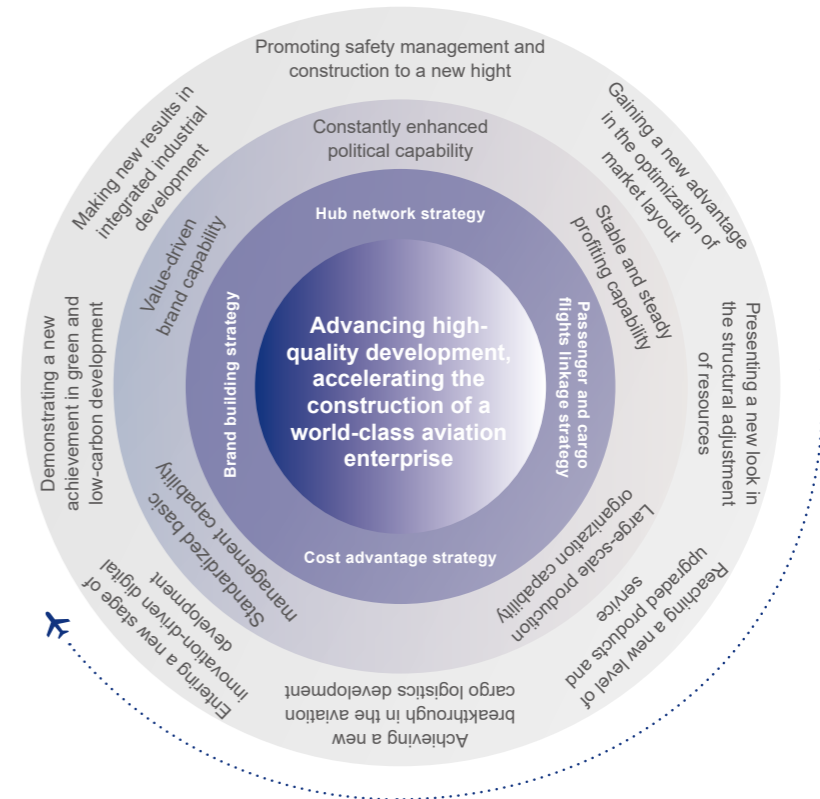 Promoting safety management and
construction to a new hight
Gaining a new advantage
in the optimization of
market layout
Presenting a new look in
the structural adjustment
of resources
Reaching a new level of
upgraded products and
service
Achieving a new
breakthrough in the aviation
cargo logistics development
Entering a new stage of
innovation-driven digital
development
Demonstrating a new
achievement in green and
low-carbon development
Making new results in
integrated industrial
development
Constantly enhanced
political capability
Stable and steady
profiting capability
Large-scale production
organization capability
Standardized basic
management capability
Value-driven
brand capability
Hub network strategy
Passenger and cargo
flights linkage strategy
Cost advantage strategy
Brand building strategy
Advancing high-
quality development,
accelerating the
construction of a
world-class aviation
enterprise